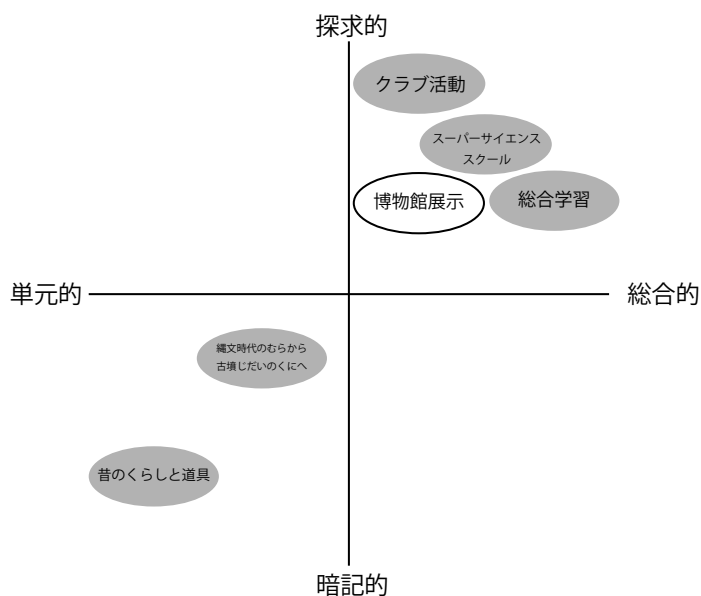 探求的
クラブ活動
スーパーサイエンス
スクール
博物館展示
総合学習
単元的
総合的
縄文時代のむらから
古墳じだいのくにへ
昔のくらしと道具
暗記的